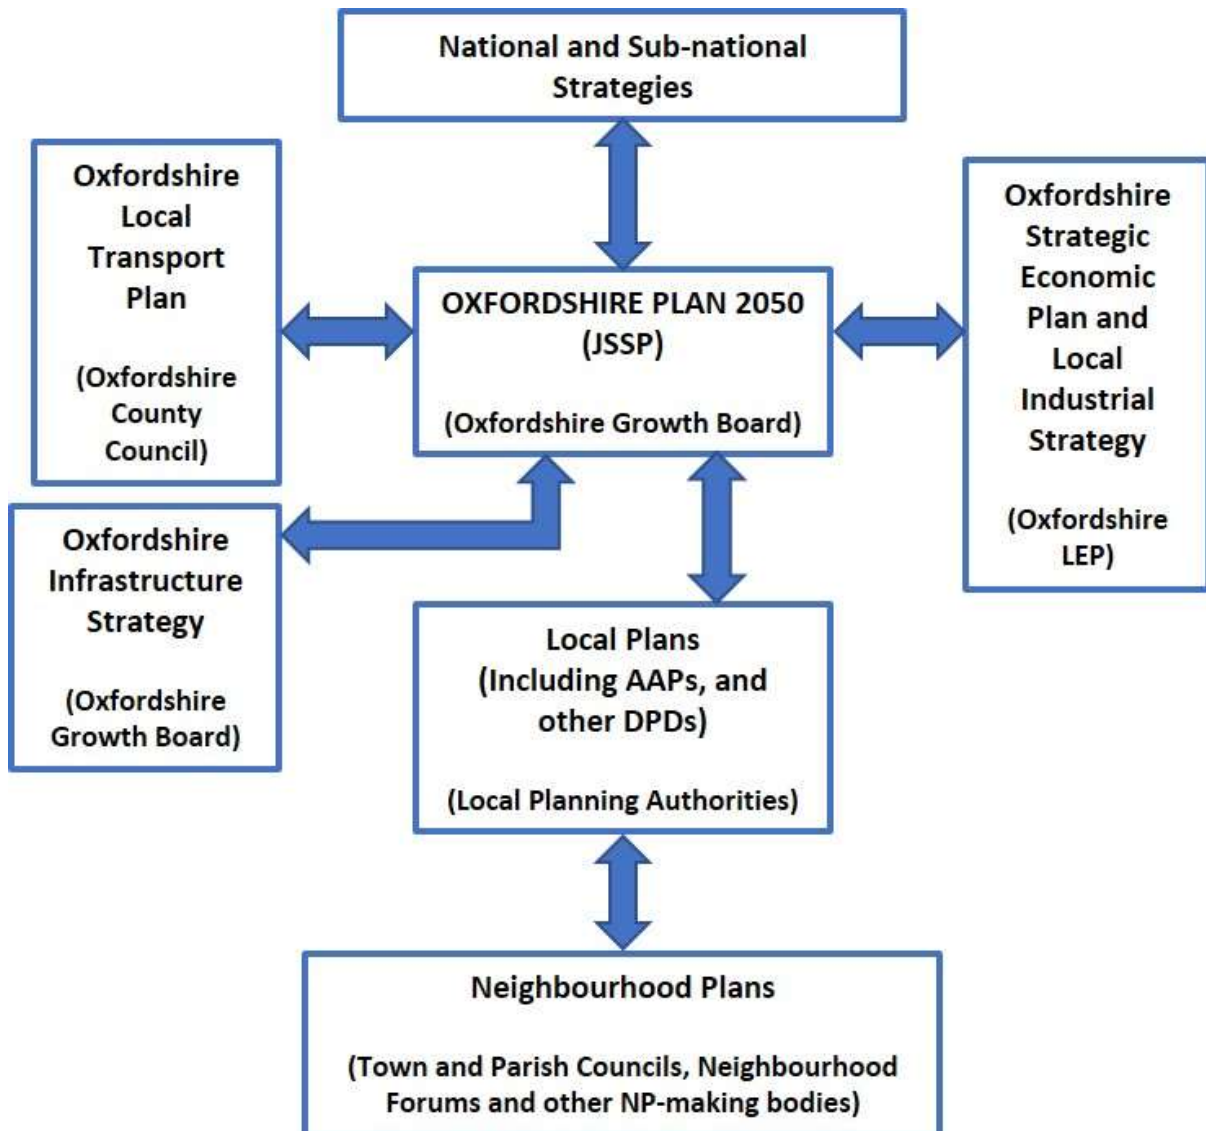 National and Sub-national
Strategies
Oxfordshire
Local
Transport
Plan
(Oxfordshire
County
Council)
OXFORDSHIRE PLAN 2050
(JSSP)
(Oxfordshire Growth Board)
Oxfordshire
Strategic
Economic
Plan and
Local
Industrial
Strategy
(Oxfordshire
LEP)
Oxfordshire
Infrastructure
Strategy
(Oxfordshire
Growth Board)
Local Plans
(Including AAPs, and
other DPDs)
(Local Planning Authorities)
Neighbourhood Plans
(Town and Parish Councils, Neighbourhood
Forums and other NP-making bodies)